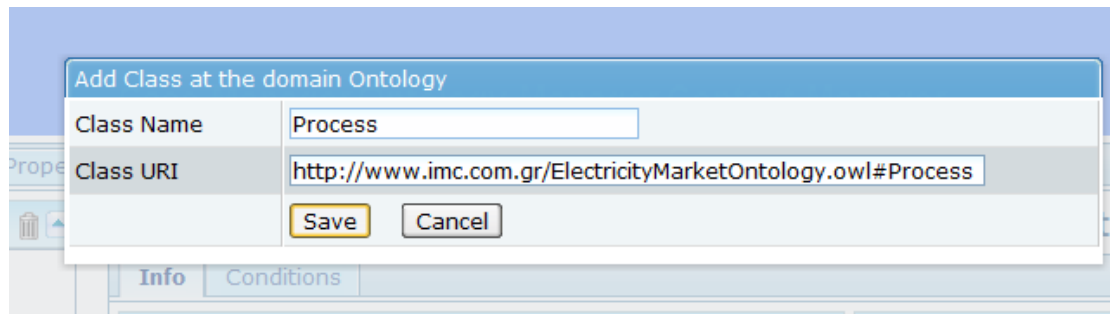 Add Class at the domain Ontology
Class Name Process
Prope Class URI http://www.imc.com.gr/ElectricityMarketOntology.owl#Process
Save Cancel
Info Conditions